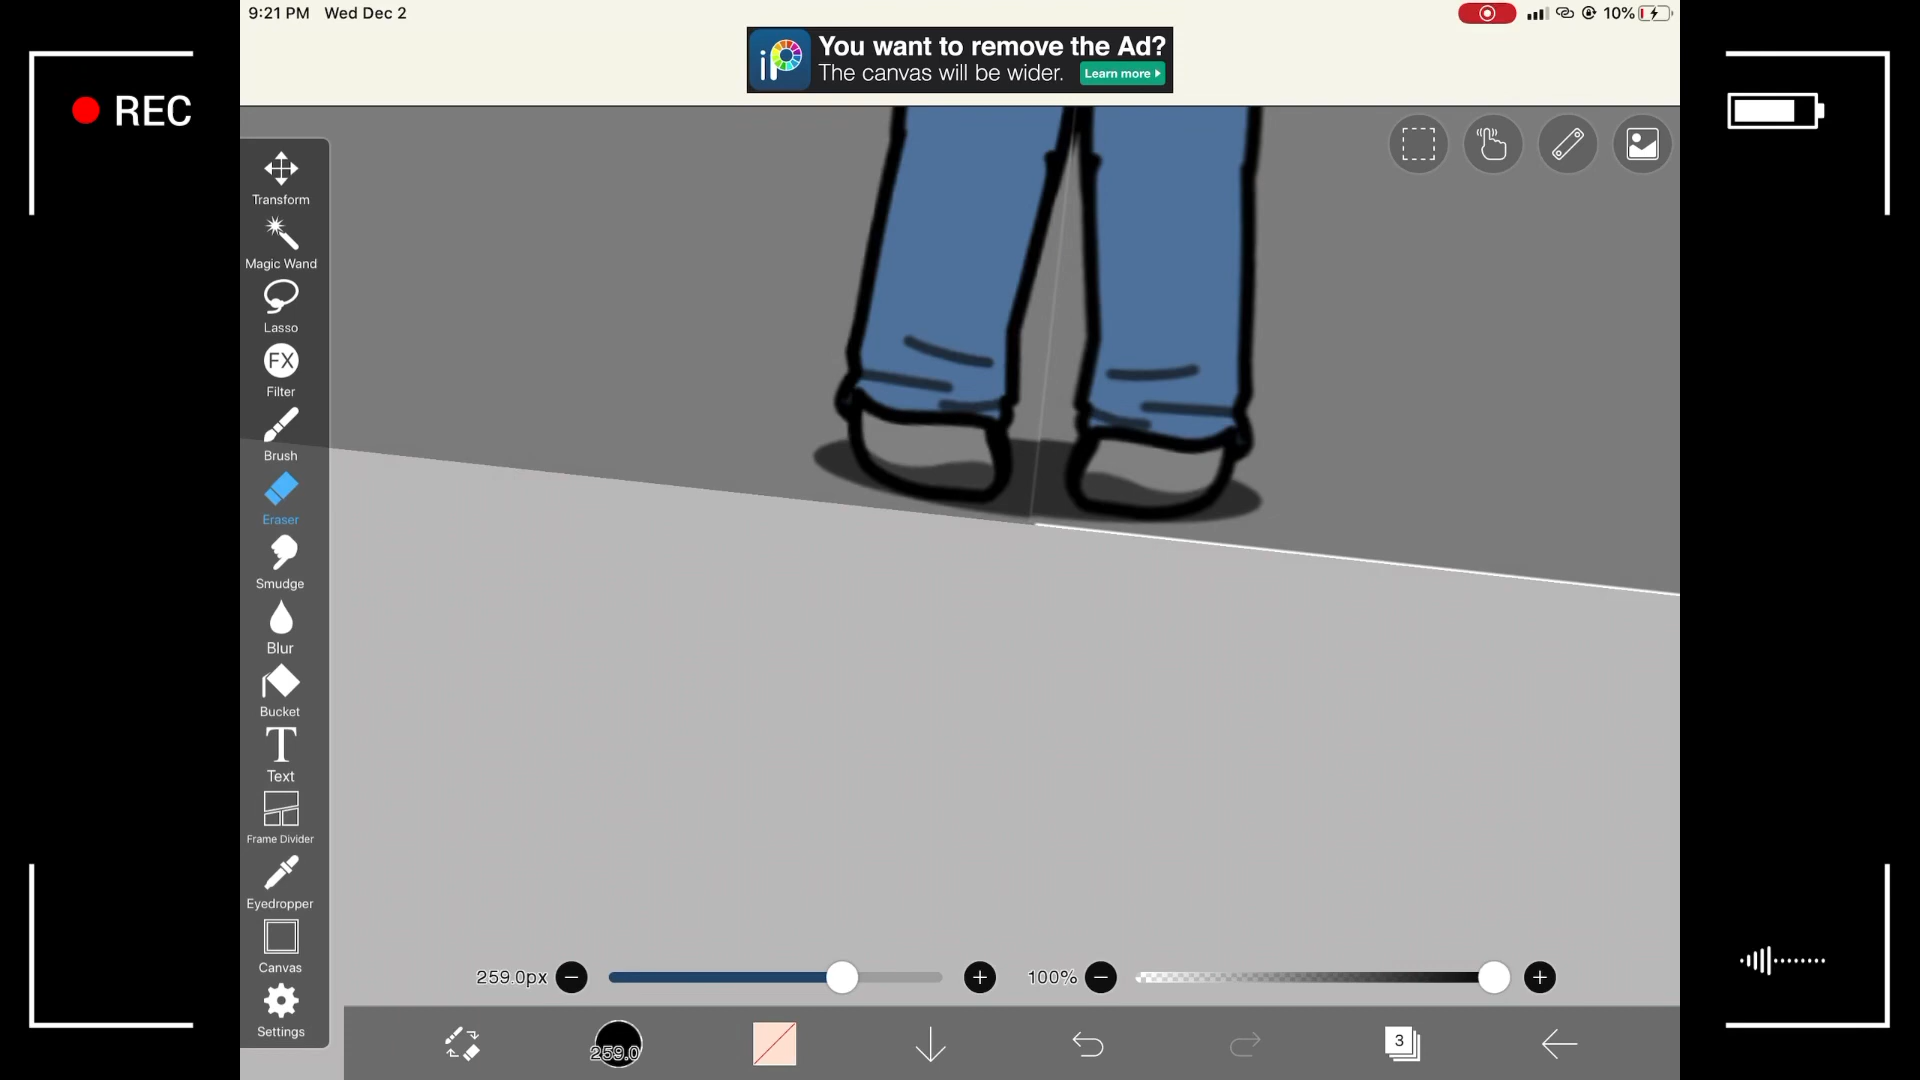 9:21 PM Wed Dec 2
10%
REC
iP
You want to remove the Ad?
The canvas will be wider.
Learn more
Transform
Magic Wand
Lasso
FX
Filter
Brush
Eraser
Smudge
Blur
Bucket
T
Text
Frame Divider
Eyedropper
Canvas
Settings
259.0px
100%
259.0
3